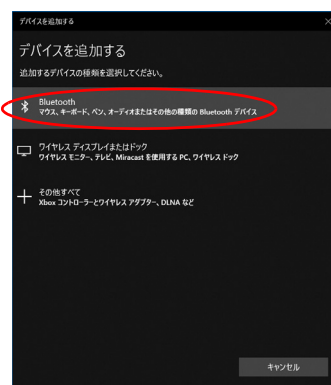 デバイスを追加する
デバイスを追加する
追加するデバイスの種類を選択してください。
Bluetooth
マウス、キーボード、ペン、オーディオまたはその他の種類の Bluetooth デバイス
ワイヤレス ディスプレイまたはドック
ワイヤレス モニター、テレビ、Miracast を使用する PC、ワイヤレス ドック
その他すべて
Xbox コントローラーとワイヤレス アダプター、DLNA など
キャンセル